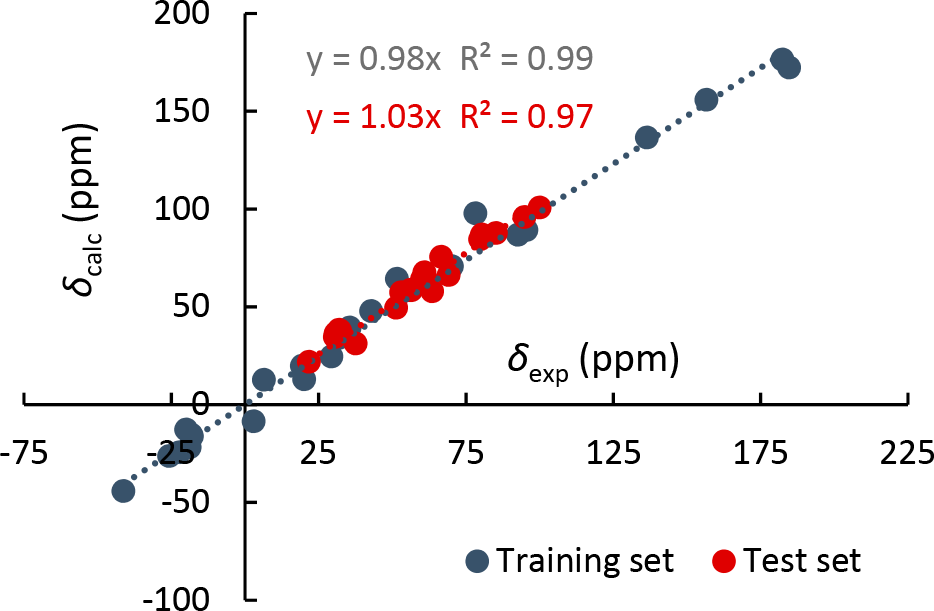 200
y = 0.98x R² = 0.99
150
y = 1.03x R² = 0.97
δcalc (ppm)
100
50
δexp (ppm)
0
-75 -25 25 75 125 175 225
-50
Training set Test set
-100